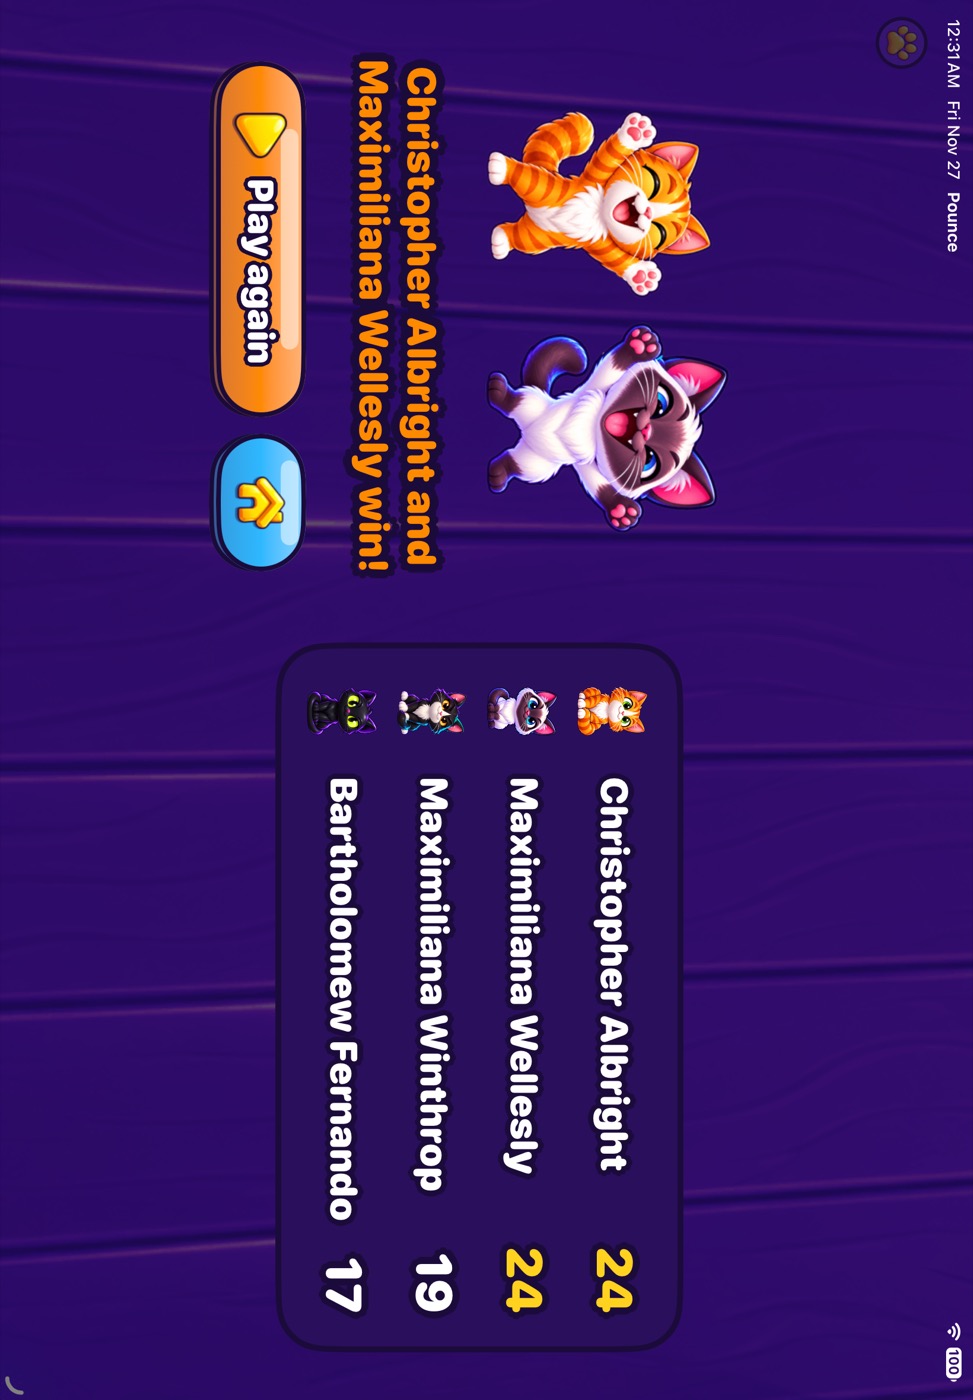 12:31 AM Fri Nov 27 Pounce
100
Christopher Albright and
Maximiliana Wellesly win!
Play again
Christopher Albright 24
Maximiliana Wellesly 24
Maximiliana Winthrop 19
Bartholomew Fernando 17